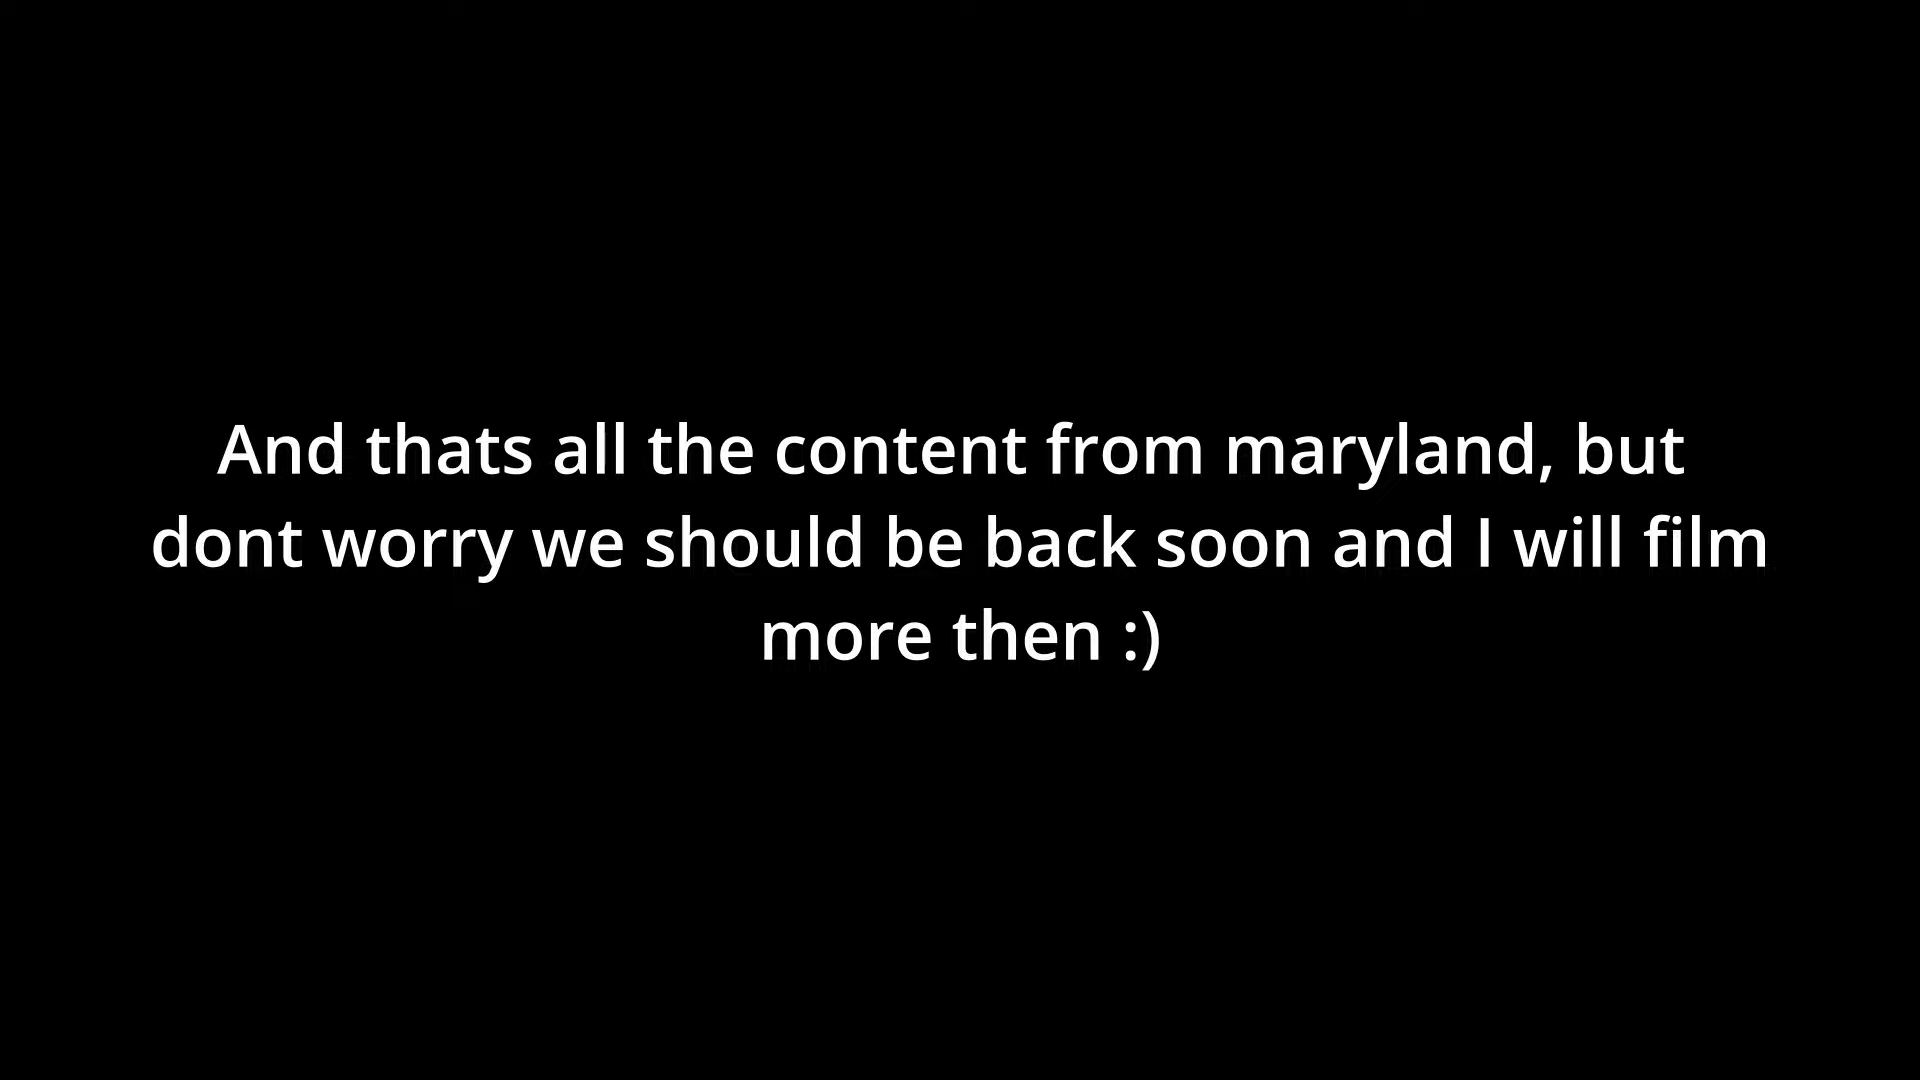 And thats all the content from maryland, but
dont worry we should be back soon and I will film
more then :)